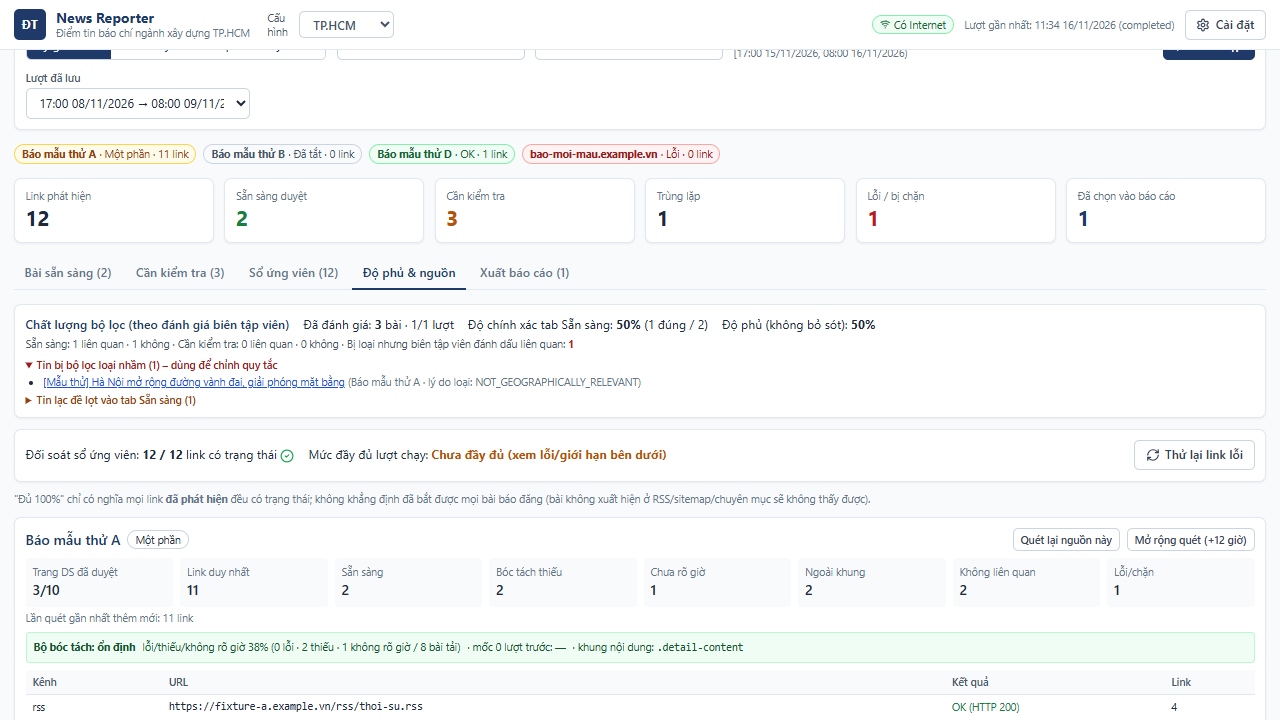 ĐT
News Reporter
Điểm tin báo chí ngành xây dựng TP.HCM
Cấu hình
TP.HCM
Có Internet
Lượt gần nhất: 11:34 16/11/2026 (completed)
Cài đặt
[17:00 15/11/2026, 08:00 16/11/2026)
Lượt đã lưu
17:00 08/11/2026 → 08:00 09/11/2
Báo mẫu thử A · Một phần · 11 link
Báo mẫu thử B · Đã tắt · 0 link
Báo mẫu thử D · OK · 1 link
bao-moi-mau.example.vn · Lỗi · 0 link
Link phát hiện
12
Sẵn sàng duyệt
2
Cần kiểm tra
3
Trùng lặp
1
Lỗi / bị chặn
1
Đã chọn vào báo cáo
1
Bài sẵn sàng (2)
Cần kiểm tra (3)
Sổ ứng viên (12)
Độ phủ & nguồn
Xuất báo cáo (1)
Chất lượng bộ lọc (theo đánh giá biên tập viên) Đã đánh giá: 3 bài · 1/1 lượt Độ chính xác tab Sẵn sàng: 50% (1 đúng / 2) Độ phủ (không bỏ sót): 50%
Sẵn sàng: 1 liên quan · 1 không · Cần kiểm tra: 0 liên quan · 0 không · Bị loại nhưng biên tập viên đánh dấu liên quan: 1
▼ Tin bị bộ lọc loại nhầm (1) – dùng để chỉnh quy tắc
• [Mẫu thử] Hà Nội mở rộng đường vành đai, giải phóng mặt bằng (Báo mẫu thử A · lý do loại: NOT_GEOGRAPHICALLY_RELEVANT)
▶ Tin lạc đề lọt vào tab Sẵn sàng (1)
Đối soát sổ ứng viên: 12 / 12 link có trạng thái
Mức đầy đủ lượt chạy: Chưa đầy đủ (xem lỗi/giới hạn bên dưới)
Thử lại link lỗi
"Đủ 100%" chỉ có nghĩa mọi link đã phát hiện đều có trạng thái; không khẳng định đã bắt được mọi bài báo đăng (bài không xuất hiện ở RSS/sitemap/chuyên mục sẽ không thấy được).
Báo mẫu thử A
Một phần
Quét lại nguồn này
Mở rộng quét (+12 giờ)
Trang DS đã duyệt
3/10
Link duy nhất
11
Sẵn sàng
2
Bóc tách thiếu
2
Chưa rõ giờ
1
Ngoài khung
2
Không liên quan
2
Lỗi/chặn
1
Lần quét gần nhất thêm mới: 11 link
Bộ bóc tách: ổn định lỗi/thiếu/không rõ giờ 38% (0 lỗi · 2 thiếu · 1 không rõ giờ / 8 bài tải) · mốc 0 lượt trước: — · khung nội dung: .detail-content
Kênh URL Kết quả Link
rss https://fixture-a.example.vn/rss/thoi-su.rss OK (HTTP 200) 4